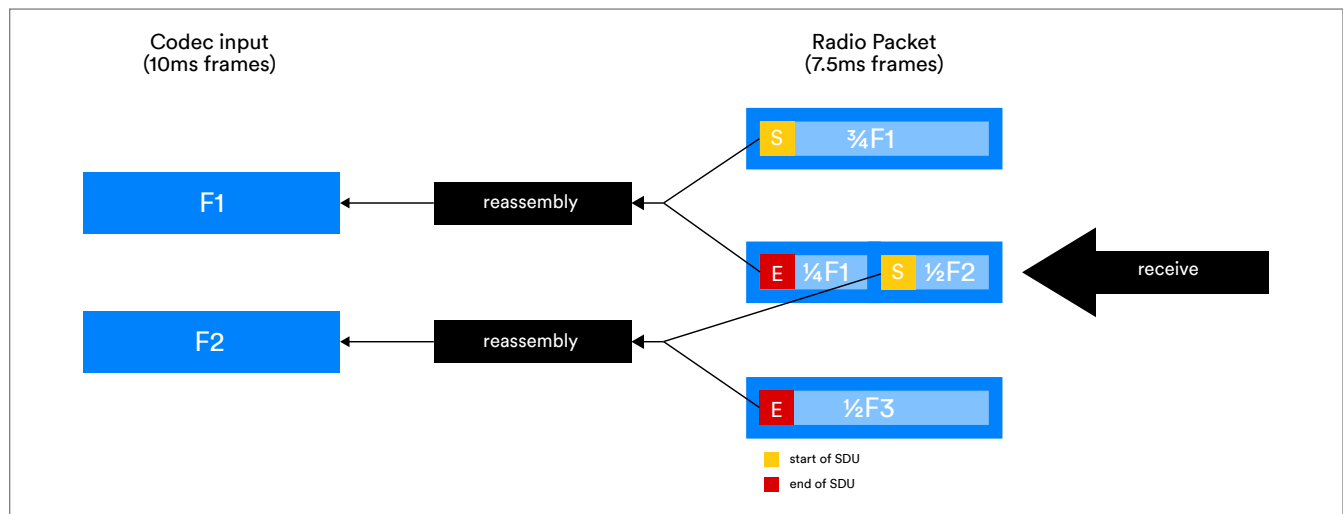 Codec input
(10ms frames)
Radio Packet
(7.5ms frames)
S ¾F1
F1
reassembly
E ¼F1 S ½F2
receive
F2
reassembly
E ½F3
start of SDU
end of SDU